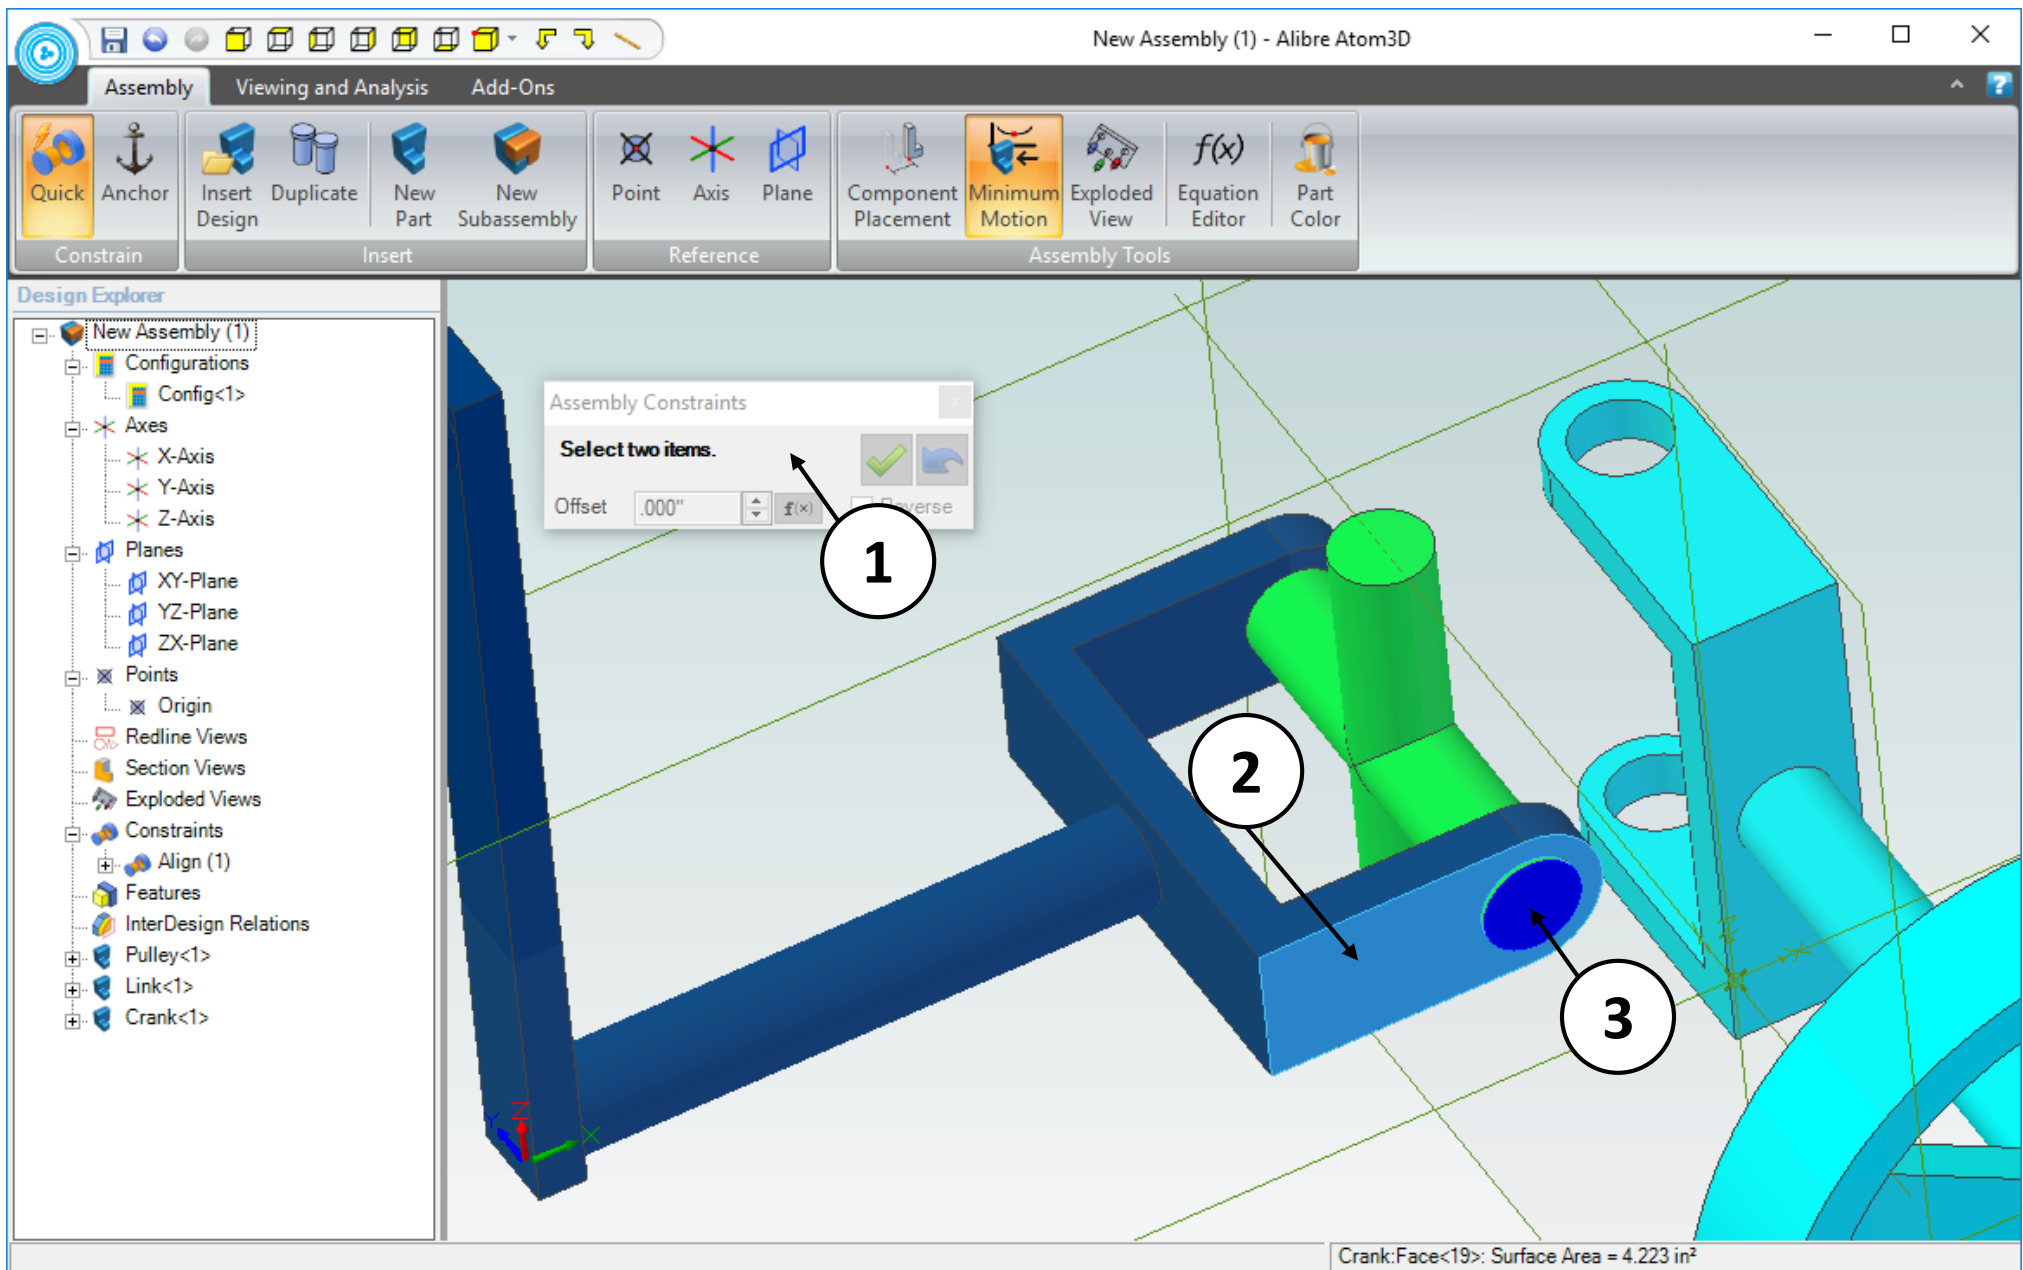 New Assembly (1) - Alibre Atom3D
Assembly Viewing and Analysis Add-Ons
?
Quick Anchor Insert Design Duplicate New Part New Subassembly Point Axis Plane Component Placement Minimum Motion Exploded View f(x) Equation Editor Part Color
Constrain Insert Reference Assembly Tools
Design Explorer
New Assembly (1)
Configurations
Config<1>
Axes
X-Axis
Y-Axis
Z-Axis
Planes
XY-Plane
YZ-Plane
ZX-Plane
Points
Origin
Redline Views
Section Views
Exploded Views
Constraints
Align (1)
Features
InterDesign Relations
Pulley<1>
Link<1>
Crank<1>
Assembly Constraints
Select two items.
Offset .000" f(x) Reverse
1
2
3
Y Z X
Crank:Face<19>: Surface Area = 4.223 in²